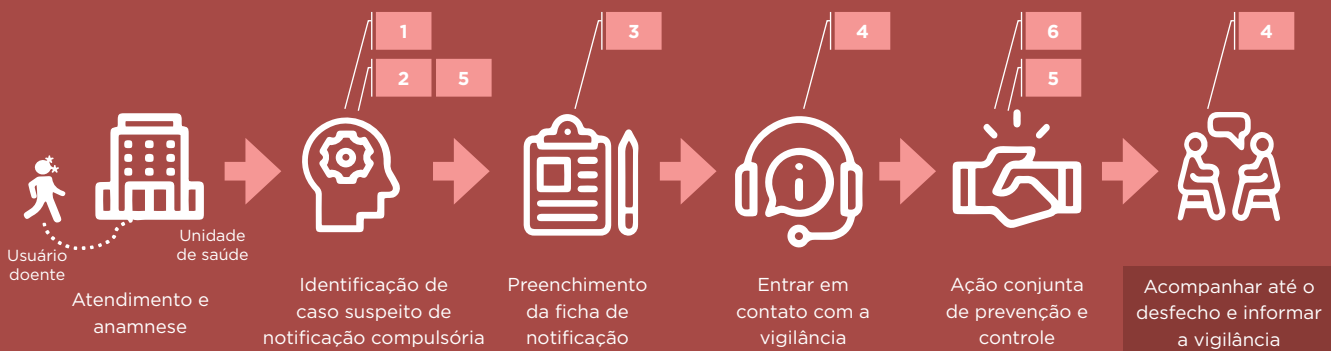 1
2 5
3
4
6
5
4
Usuário
doente
Unidade
de saúde
Atendimento e
anamnese
Identificação de
caso suspeito de
notificação compulsória
Preenchimento
da ficha de
notificação
Entrar em
contato com a
vigilância
Ação conjunta
de prevenção e
controle
Acompanhar até o
desfecho e informar
a vigilância